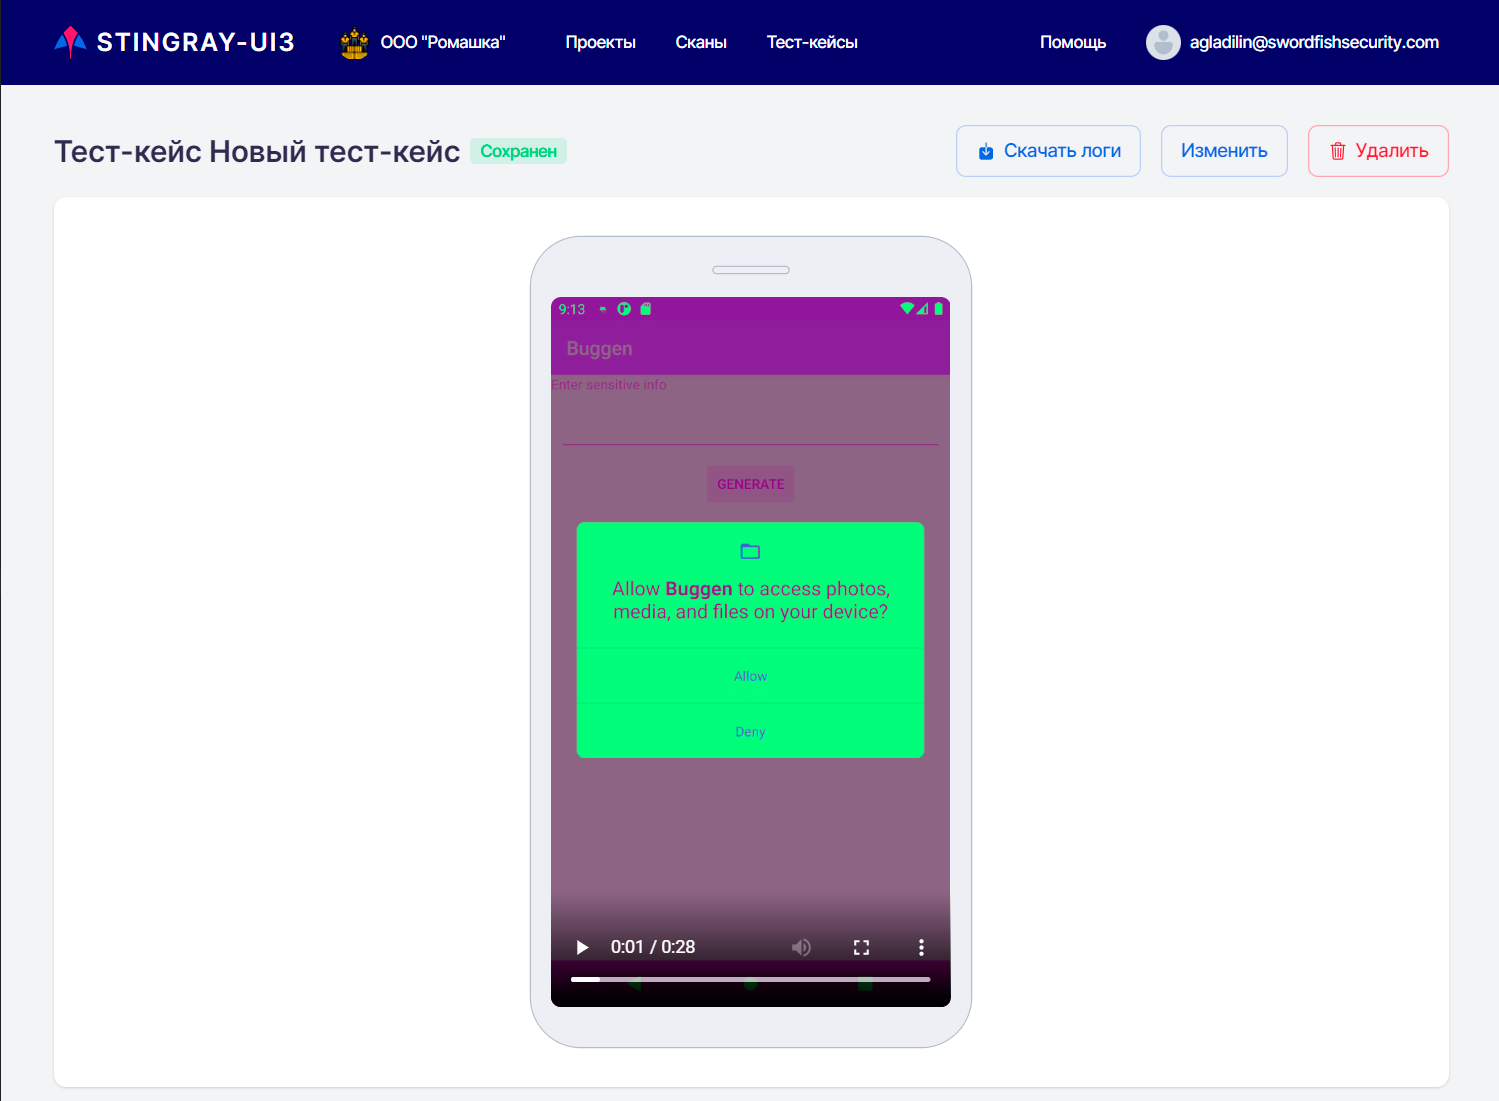 STINGRAY-UI3
ООО "Ромашка"
Проекты
Сканы
Тест-кейсы
Помощь
agladilin@swordfishsecurity.com
Тест-кейс Новый тест-кейс
Сохранен
Скачать логи
Изменить
Удалить
9:13
Buggen
Enter sensitive info
GENERATE
Allow Buggen to access photos,
media, and files on your device?
Allow
Deny
0:01 / 0:28